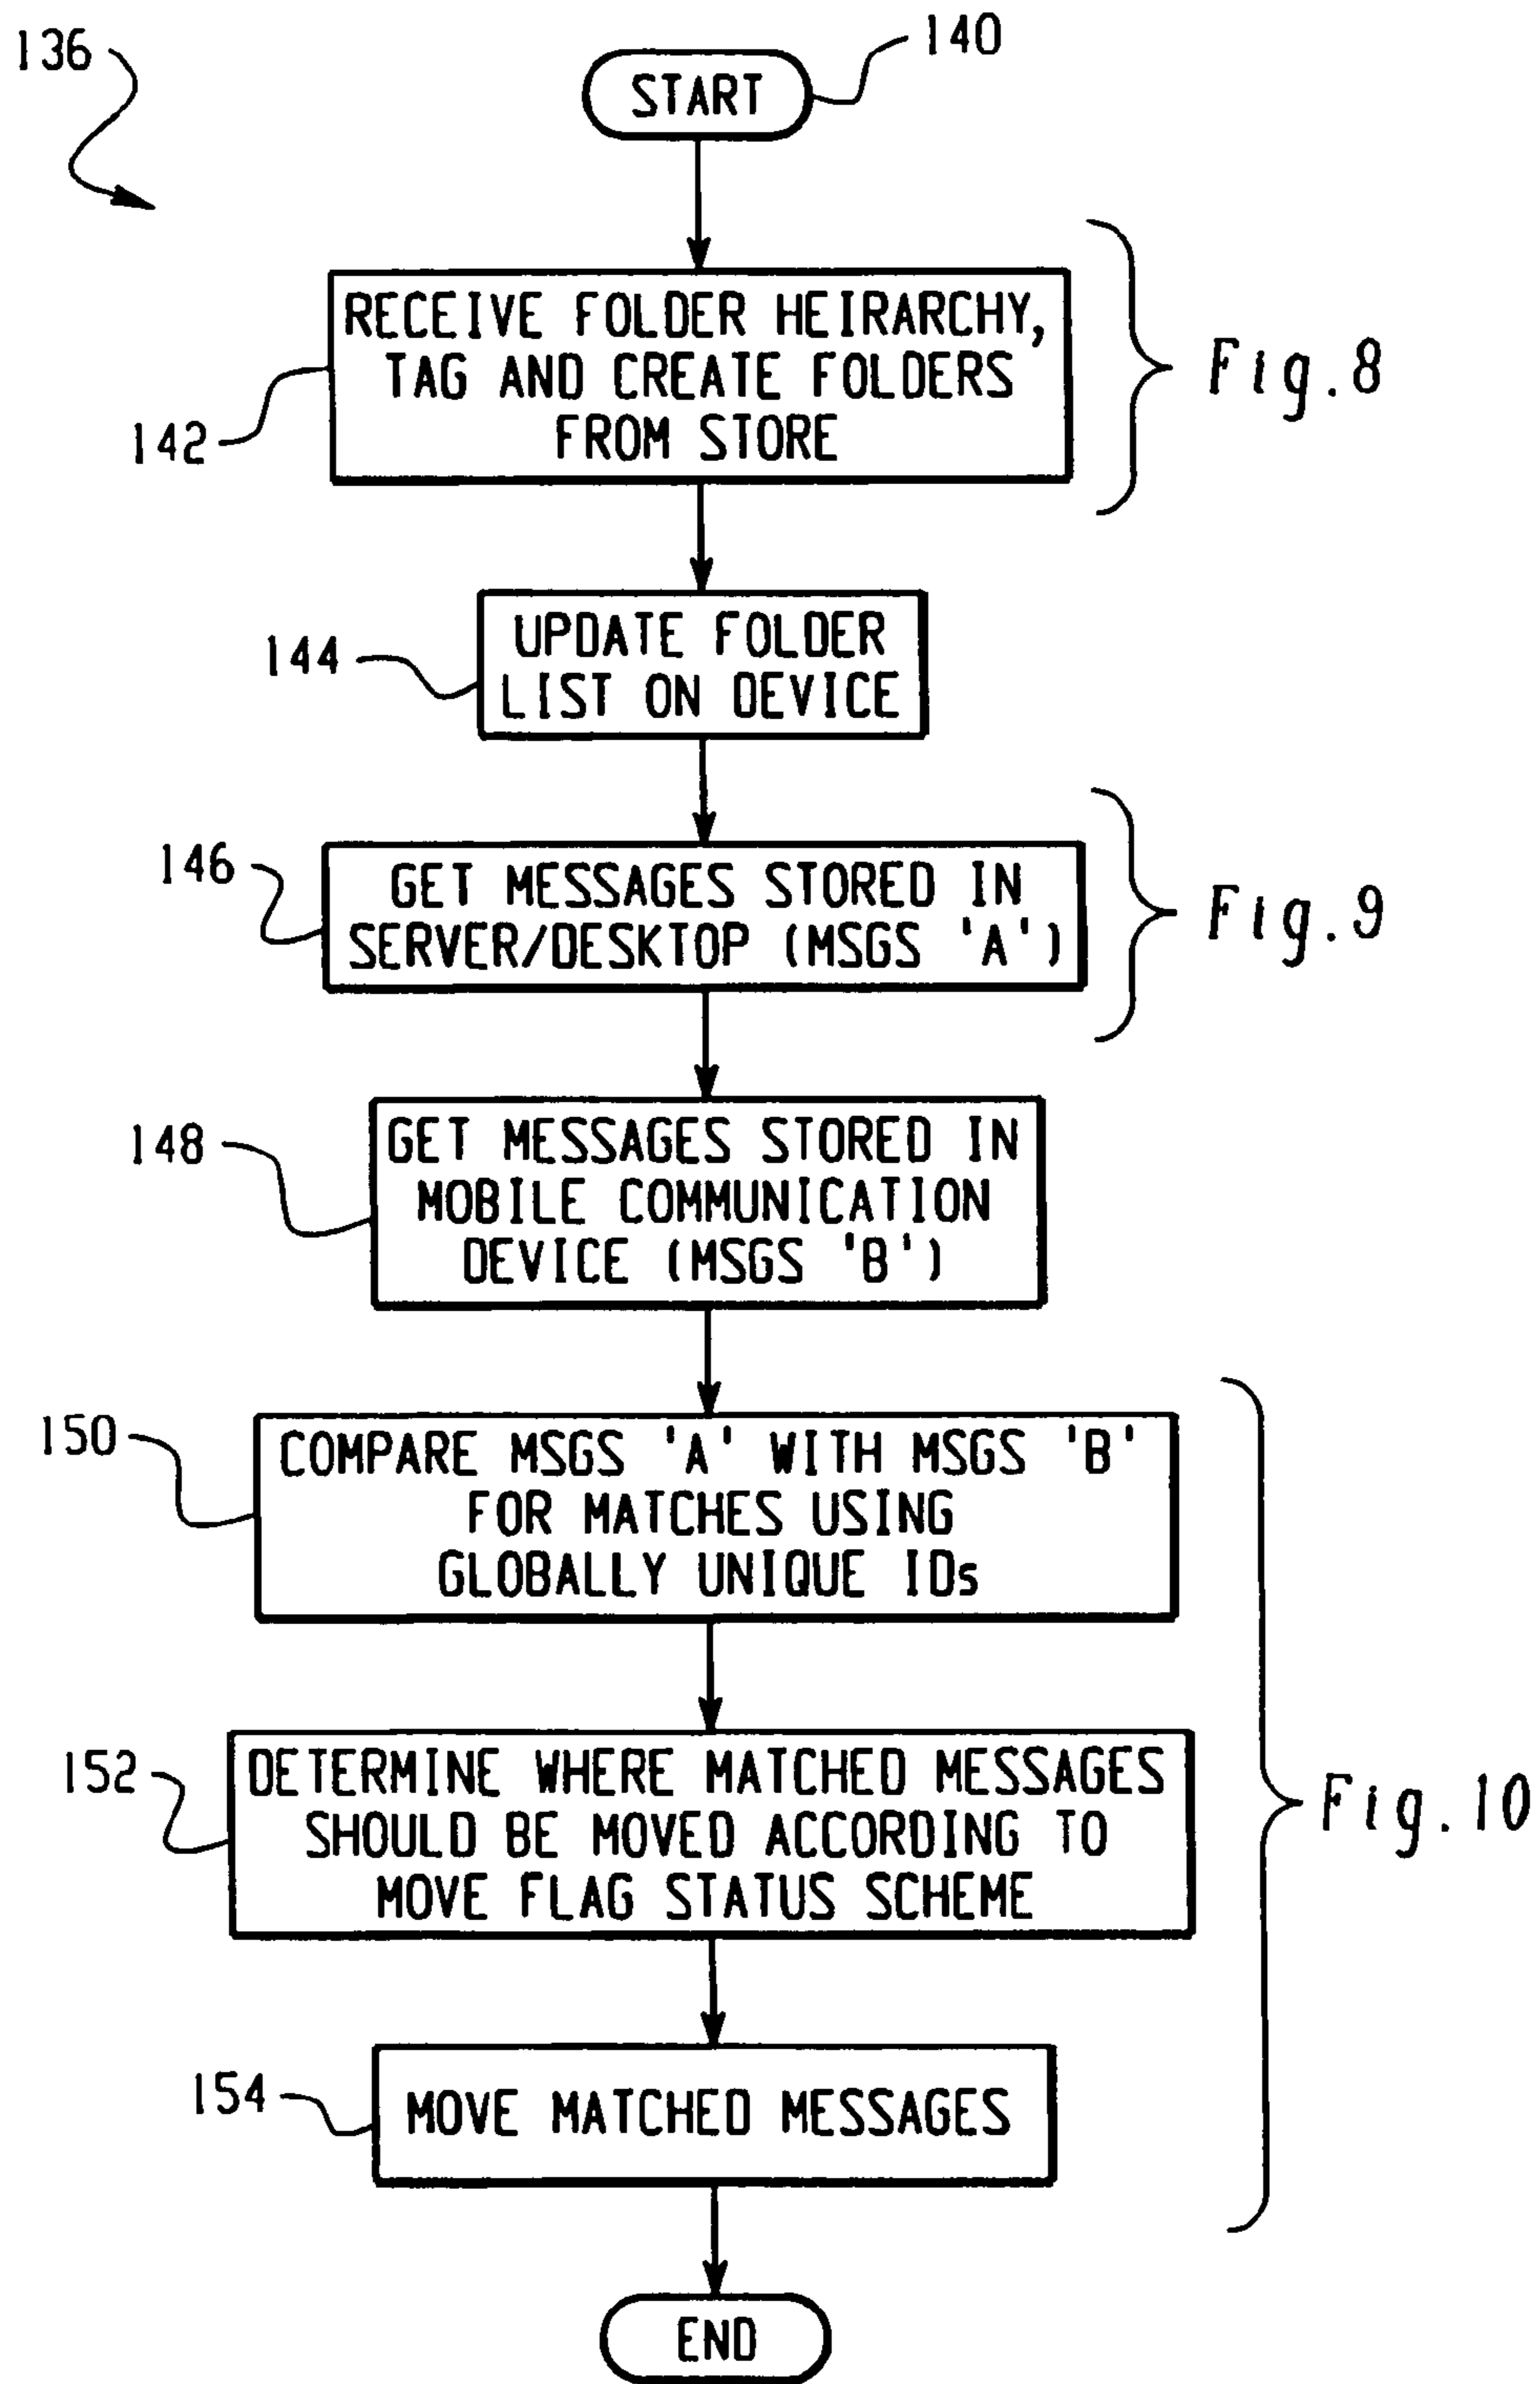 136
START
140
RECEIVE FOLDER HEIRARCHY,
TAG AND CREATE FOLDERS
FROM STORE
142
Fig.8
UPDATE FOLDER
LIST ON DEVICE
144
GET MESSAGES STORED IN
SERVER/DESKTOP (MSGS 'A')
146
Fig.9
GET MESSAGES STORED IN
MOBILE COMMUNICATION
DEVICE (MSGS 'B')
148
COMPARE MSGS 'A' WITH MSGS 'B'
FOR MATCHES USING
GLOBALLY UNIQUE IDs
150
DETERMINE WHERE MATCHED MESSAGES
SHOULD BE MOVED ACCORDING TO
MOVE FLAG STATUS SCHEME
152
Fig.10
MOVE MATCHED MESSAGES
154
END